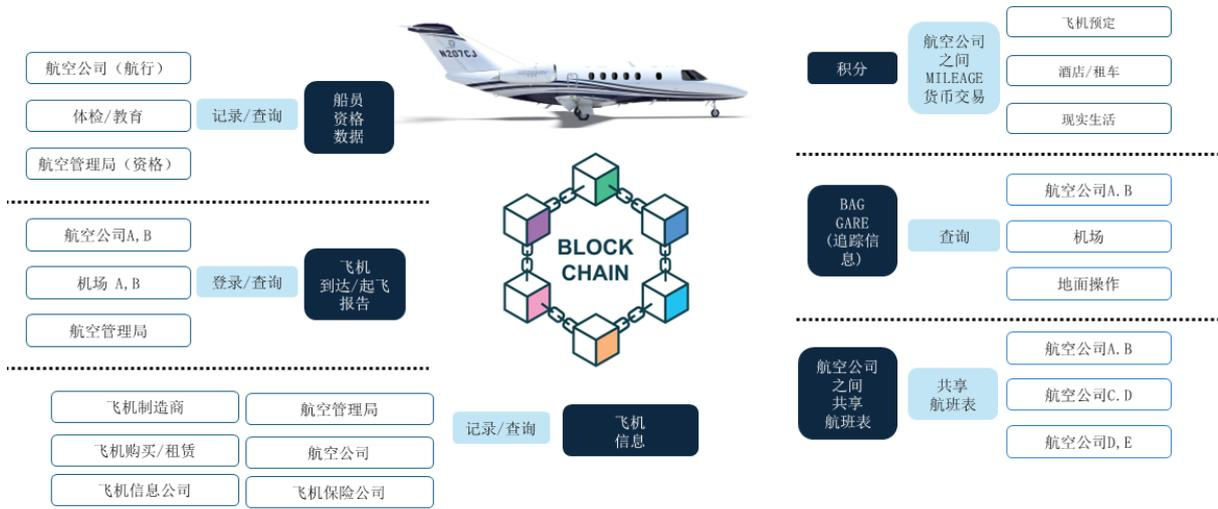 航空公司（航行）
体检/教育
航空管理局（资格）
记录/查询
船员
资格
数据
航空公司A,B
机场 A,B
航空管理局
登录/查询
飞机
到达/起飞
报告
飞机制造商
航空管理局
飞机购买/租赁
航空公司
飞机信息公司
飞机保险公司
记录/查询
飞机
信息
N207CJ
BLOCK
CHAIN
积分
航空公司
之间
MILEAGE
货币交易
飞机预定
酒店/租车
现实生活
BAG
GARE
(追踪信
息)
查询
航空公司A.B
机场
地面操作
航空公司
之间
共享
航班表
共享
航班表
航空公司A.B
航空公司C.D
航空公司D,E